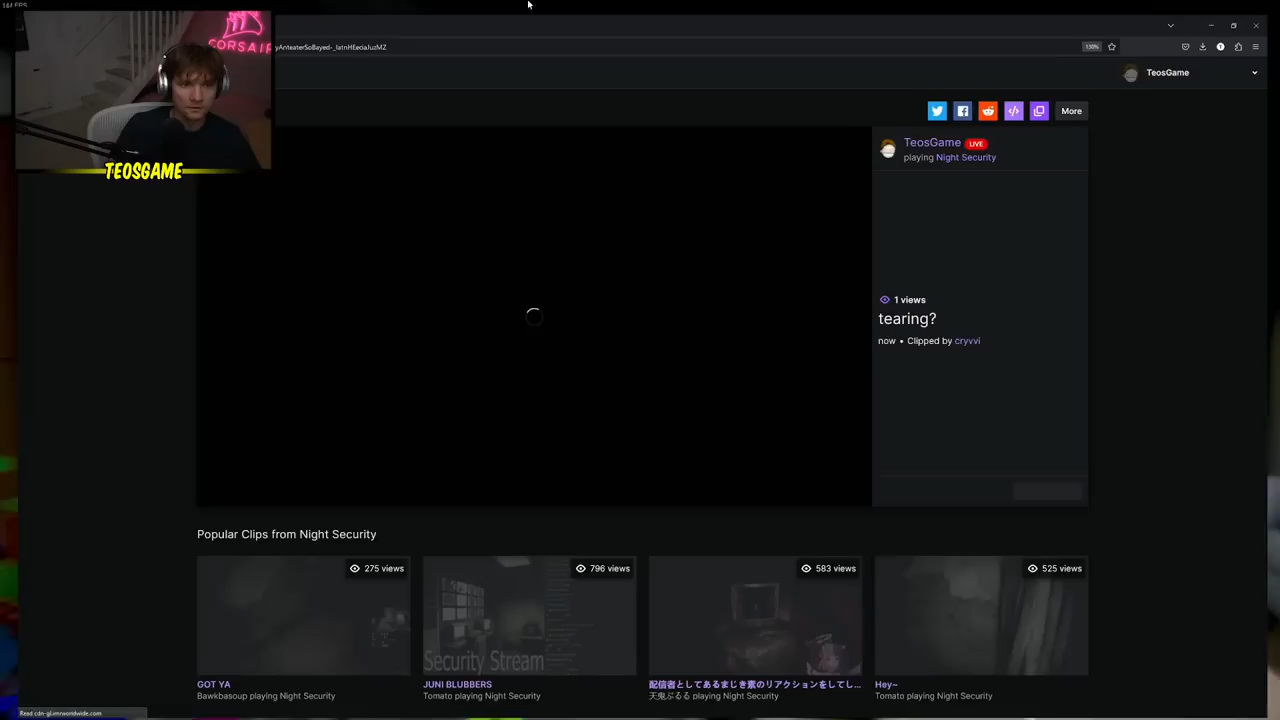 CORSAIR
TEOSGAME
yAnteaterSoBayed-_IatnHEeciaJuzMZ
130%
TeosGame
More
TeosGame LIVE
playing Night Security
1 views
tearing?
now • Clipped by cryvvi
Popular Clips from Night Security
275 views
796 views
583 views
525 views
Security Stream
GOT YA
Bawkbasoup playing Night Security
JUNI BLUBBERS
Tomato playing Night Security
配信者としてあるまじき素のリアクションをしてし...
天鬼ぷるる playing Night Security
Hey~
Tomato playing Night Security